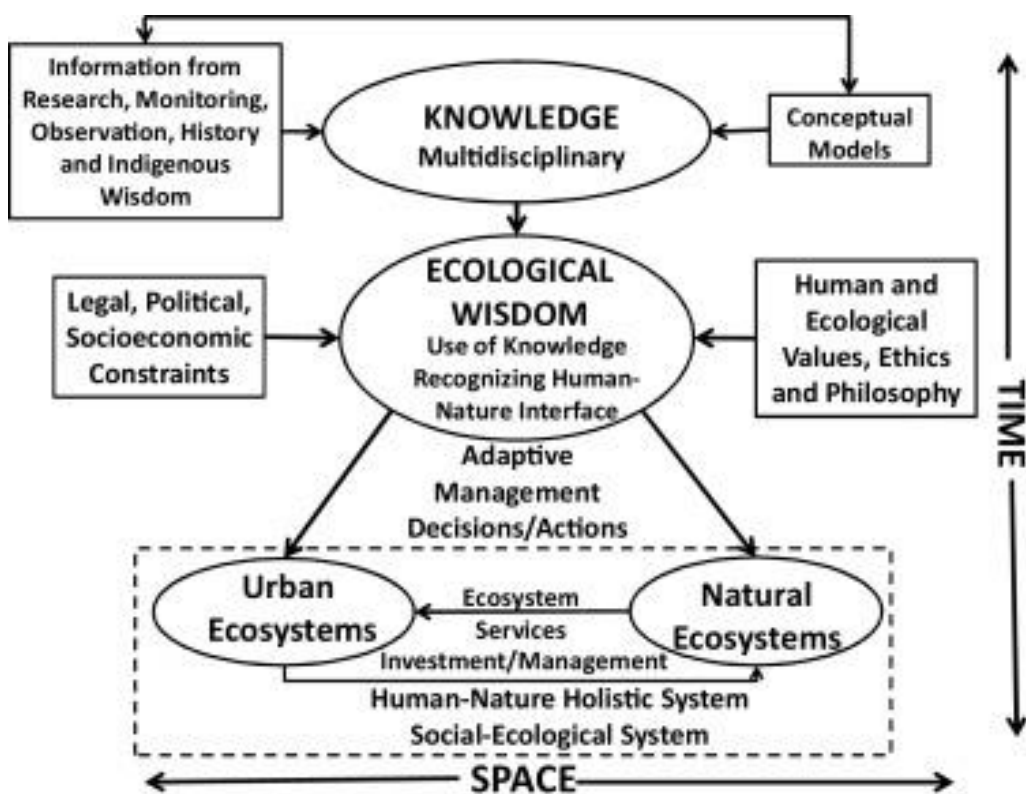 Information from
Research, Monitoring,
Observation, History
and Indigenous
Wisdom
KNOWLEDGE
Multidisciplinary
Conceptual
Models
Legal, Political,
Socioeconomic
Constraints
ECOLOGICAL
WISDOM
Use of Knowledge
Recognizing Human-
Nature Interface
Human and
Ecological
Values, Ethics
and Philosophy
TIME
Adaptive
Management
Decisions/Actions
Urban
Ecosystems
Ecosystem
Services
Investment/Management
Natural
Ecosystems
Human-Nature Holistic System
Social-Ecological System
SPACE